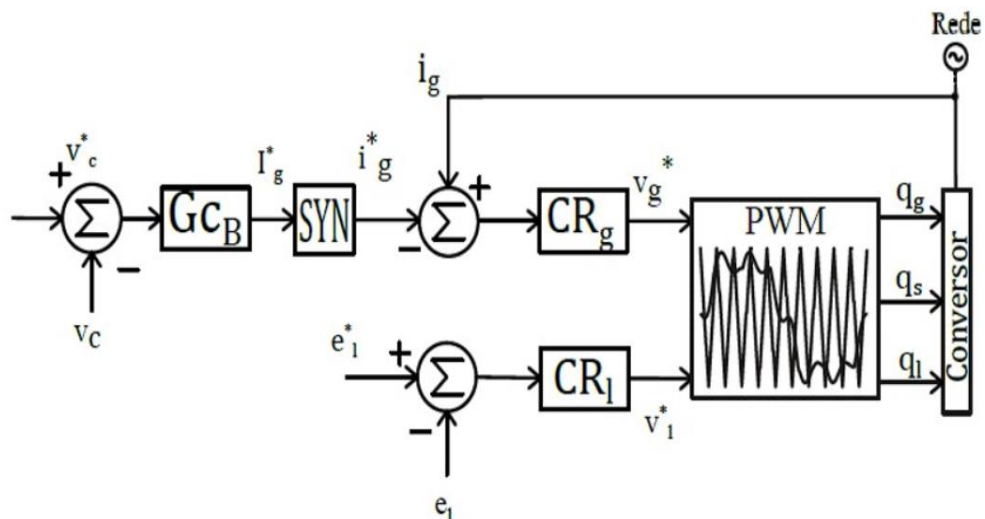 Rede
i_g
v*_c
+
I*_g
i*_g
Σ
Gc_B
SYN
Σ
+
CR_g
v_g*
−
−
v_c
PWM
q_g
q_s
q_l
Conversor
e*_l
+
Σ
CR_l
v*_l
−
e_l